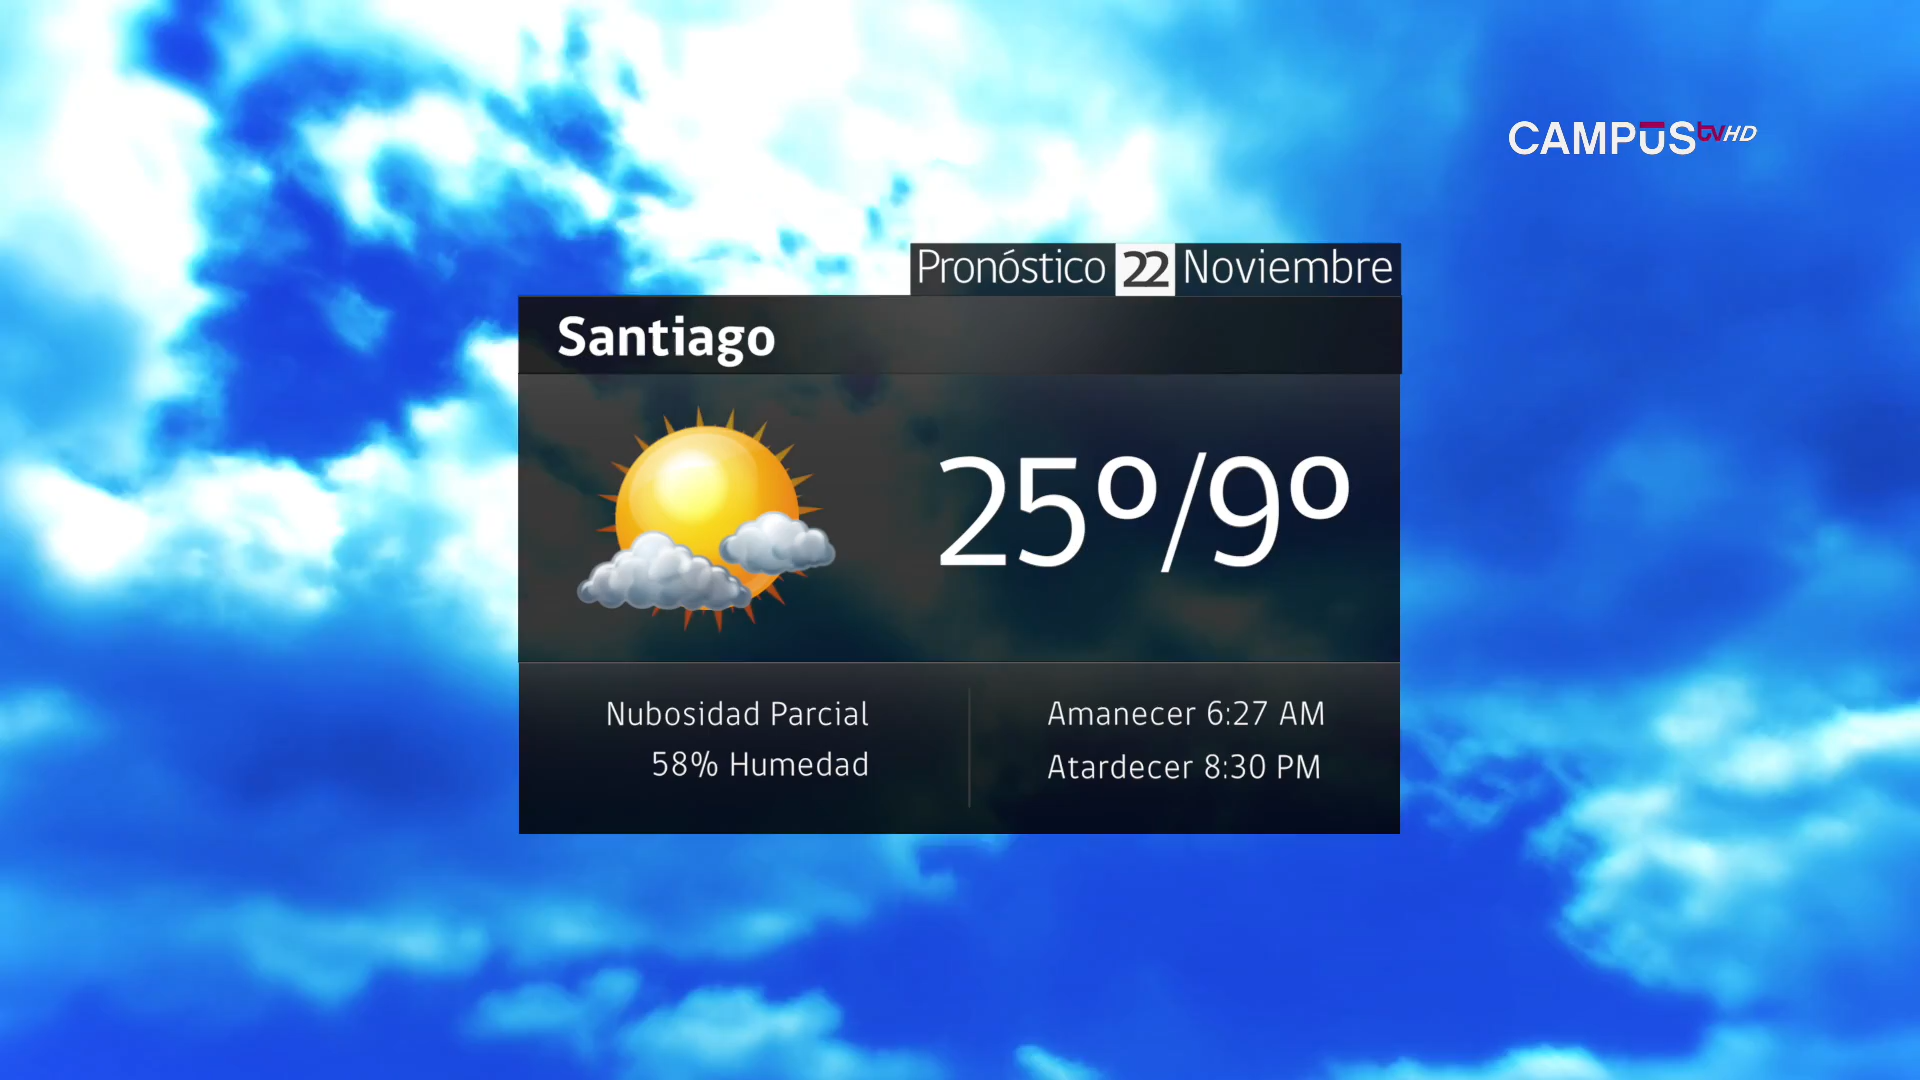 CAMPUS tv HD
Pronóstico 22 Noviembre
Santiago
25º/9º
Nubosidad Parcial
58% Humedad
Amanecer 6:27 AM
Atardecer 8:30 PM